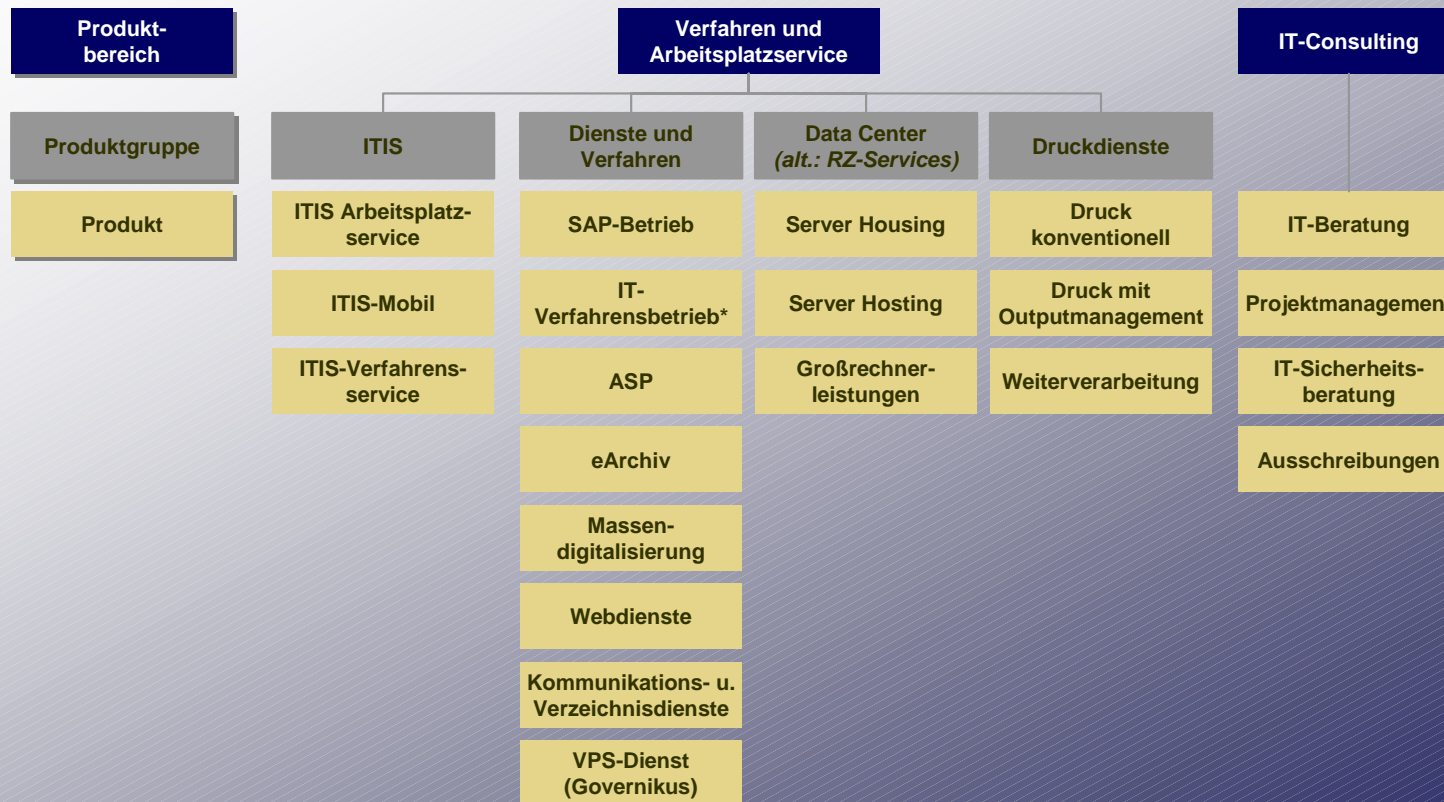 Produkt-
bereich
Verfahren und
Arbeitsplatzservice
IT-Consulting
Produktgruppe
ITIS
Dienste und
Verfahren
Data Center
(alt.: RZ-Services)
Druckdienste
Produkt
ITIS Arbeitsplatz-
service
SAP-Betrieb
Server Housing
Druck
konventionell
IT-Beratung
ITIS-Mobil
IT-
Verfahrensbetrieb*
Server Hosting
Druck mit
Outputmanagement
Projektmanagemen
ITIS-Verfahrens-
service
ASP
Großrechner-
leistungen
Weiterverarbeitung
IT-Sicherheits-
beratung
eArchiv
Ausschreibungen
Massen-
digitalisierung
Webdienste
Kommunikations- u.
Verzeichnisdienste
VPS-Dienst
(Governikus)